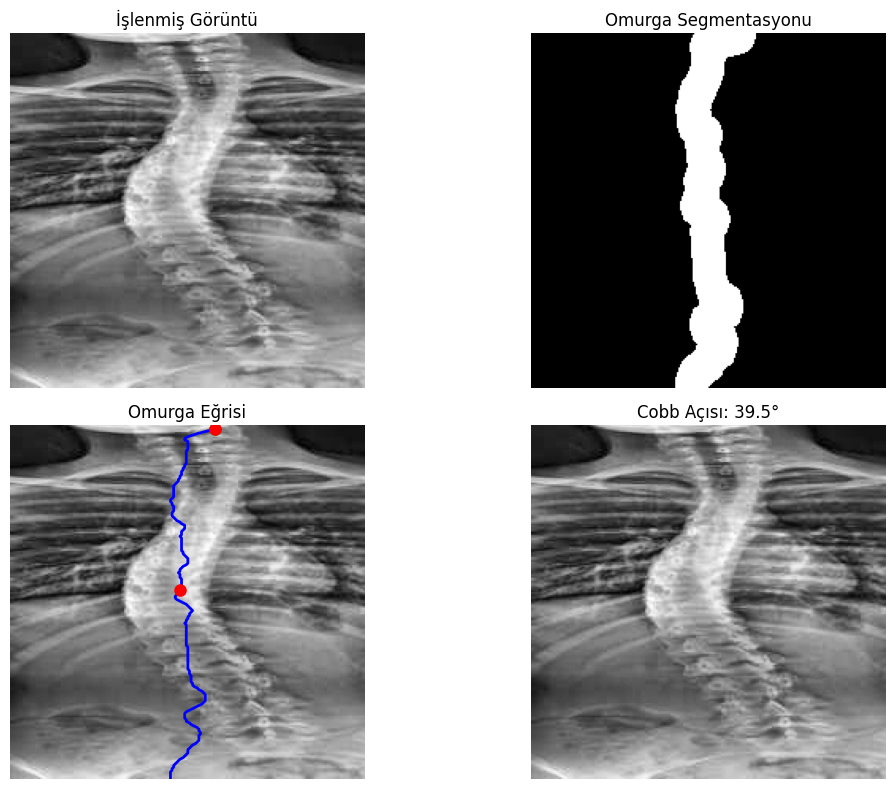 İşlenmiş Görüntü
Omurga Segmentasyonu
Omurga Eğrisi
Cobb Açısı: 39.5°